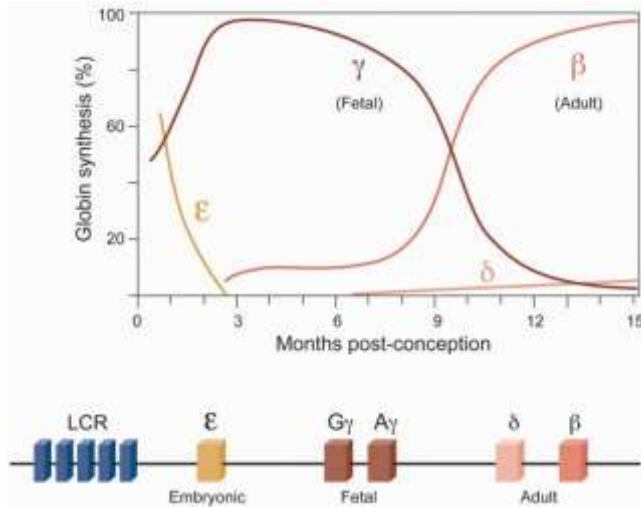 100
γ
β
(Fetal)
(Adult)
60
Globin synthesis (%)
ε
20
δ
0 3 6 9 12 15
Months post-conception
LCR ε Gγ Aγ δ β
Embryonic Fetal Adult